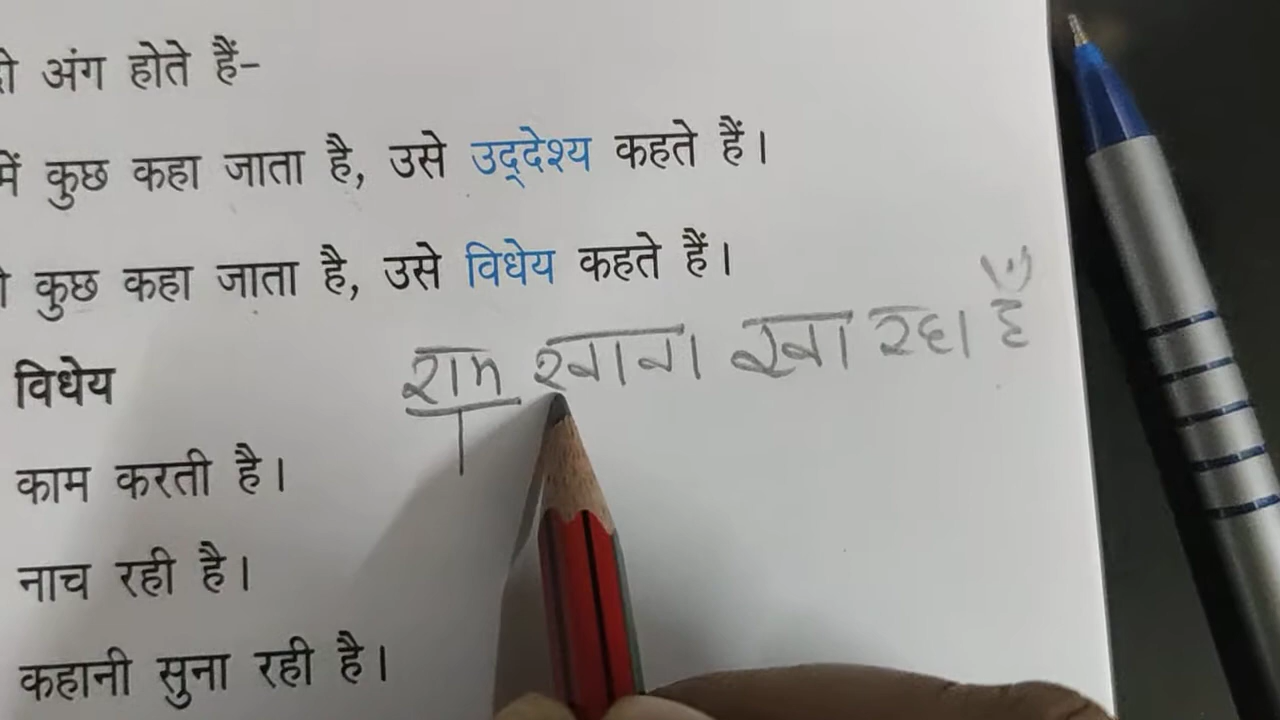 अंग होते हैं-
में कुछ कहा जाता है, उसे उद्देश्य कहते हैं।
कुछ कहा जाता है, उसे विधेय कहते हैं।
राम खाना खा रहा है
विधेय
काम करती है।
नाच रही है।
कहानी सुना रही है।